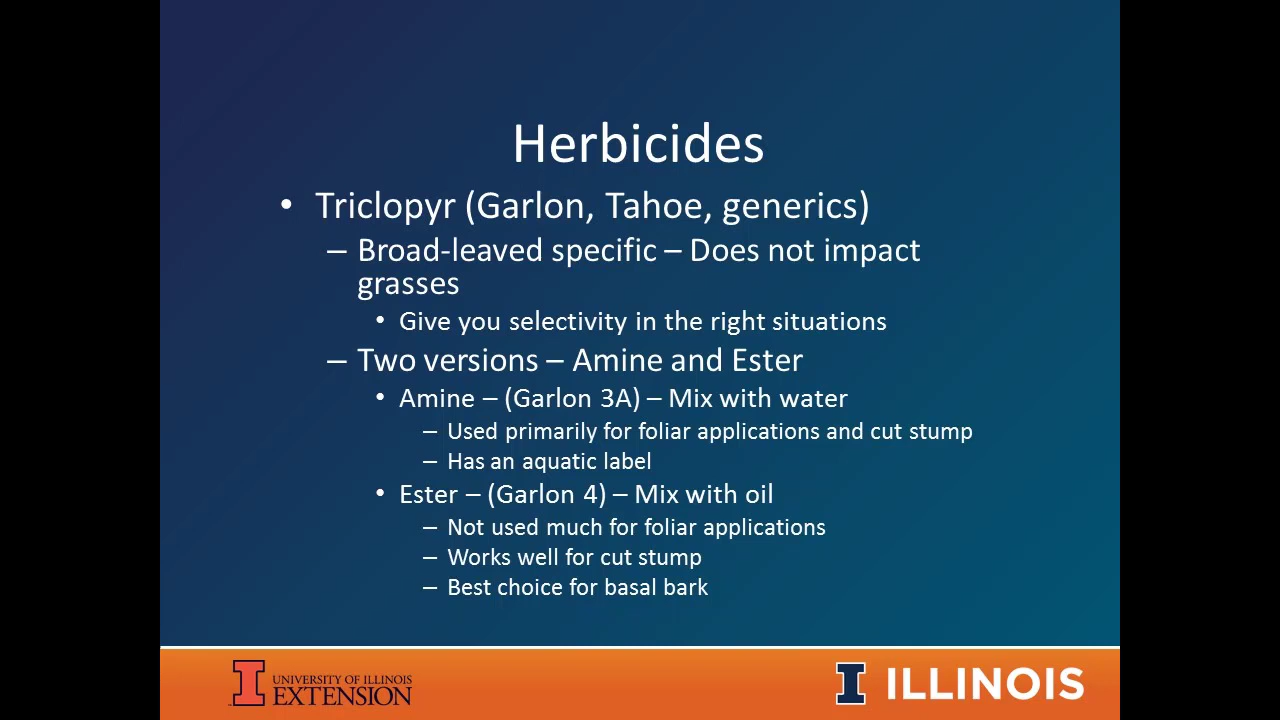 Herbicides
• Triclopyr (Garlon, Tahoe, generics)
– Broad-leaved specific – Does not impact
grasses
• Give you selectivity in the right situations
– Two versions – Amine and Ester
• Amine – (Garlon 3A) – Mix with water
– Used primarily for foliar applications and cut stump
– Has an aquatic label
• Ester – (Garlon 4) – Mix with oil
– Not used much for foliar applications
– Works well for cut stump
– Best choice for basal bark
UNIVERSITY OF ILLINOIS
EXTENSION
ILLINOIS